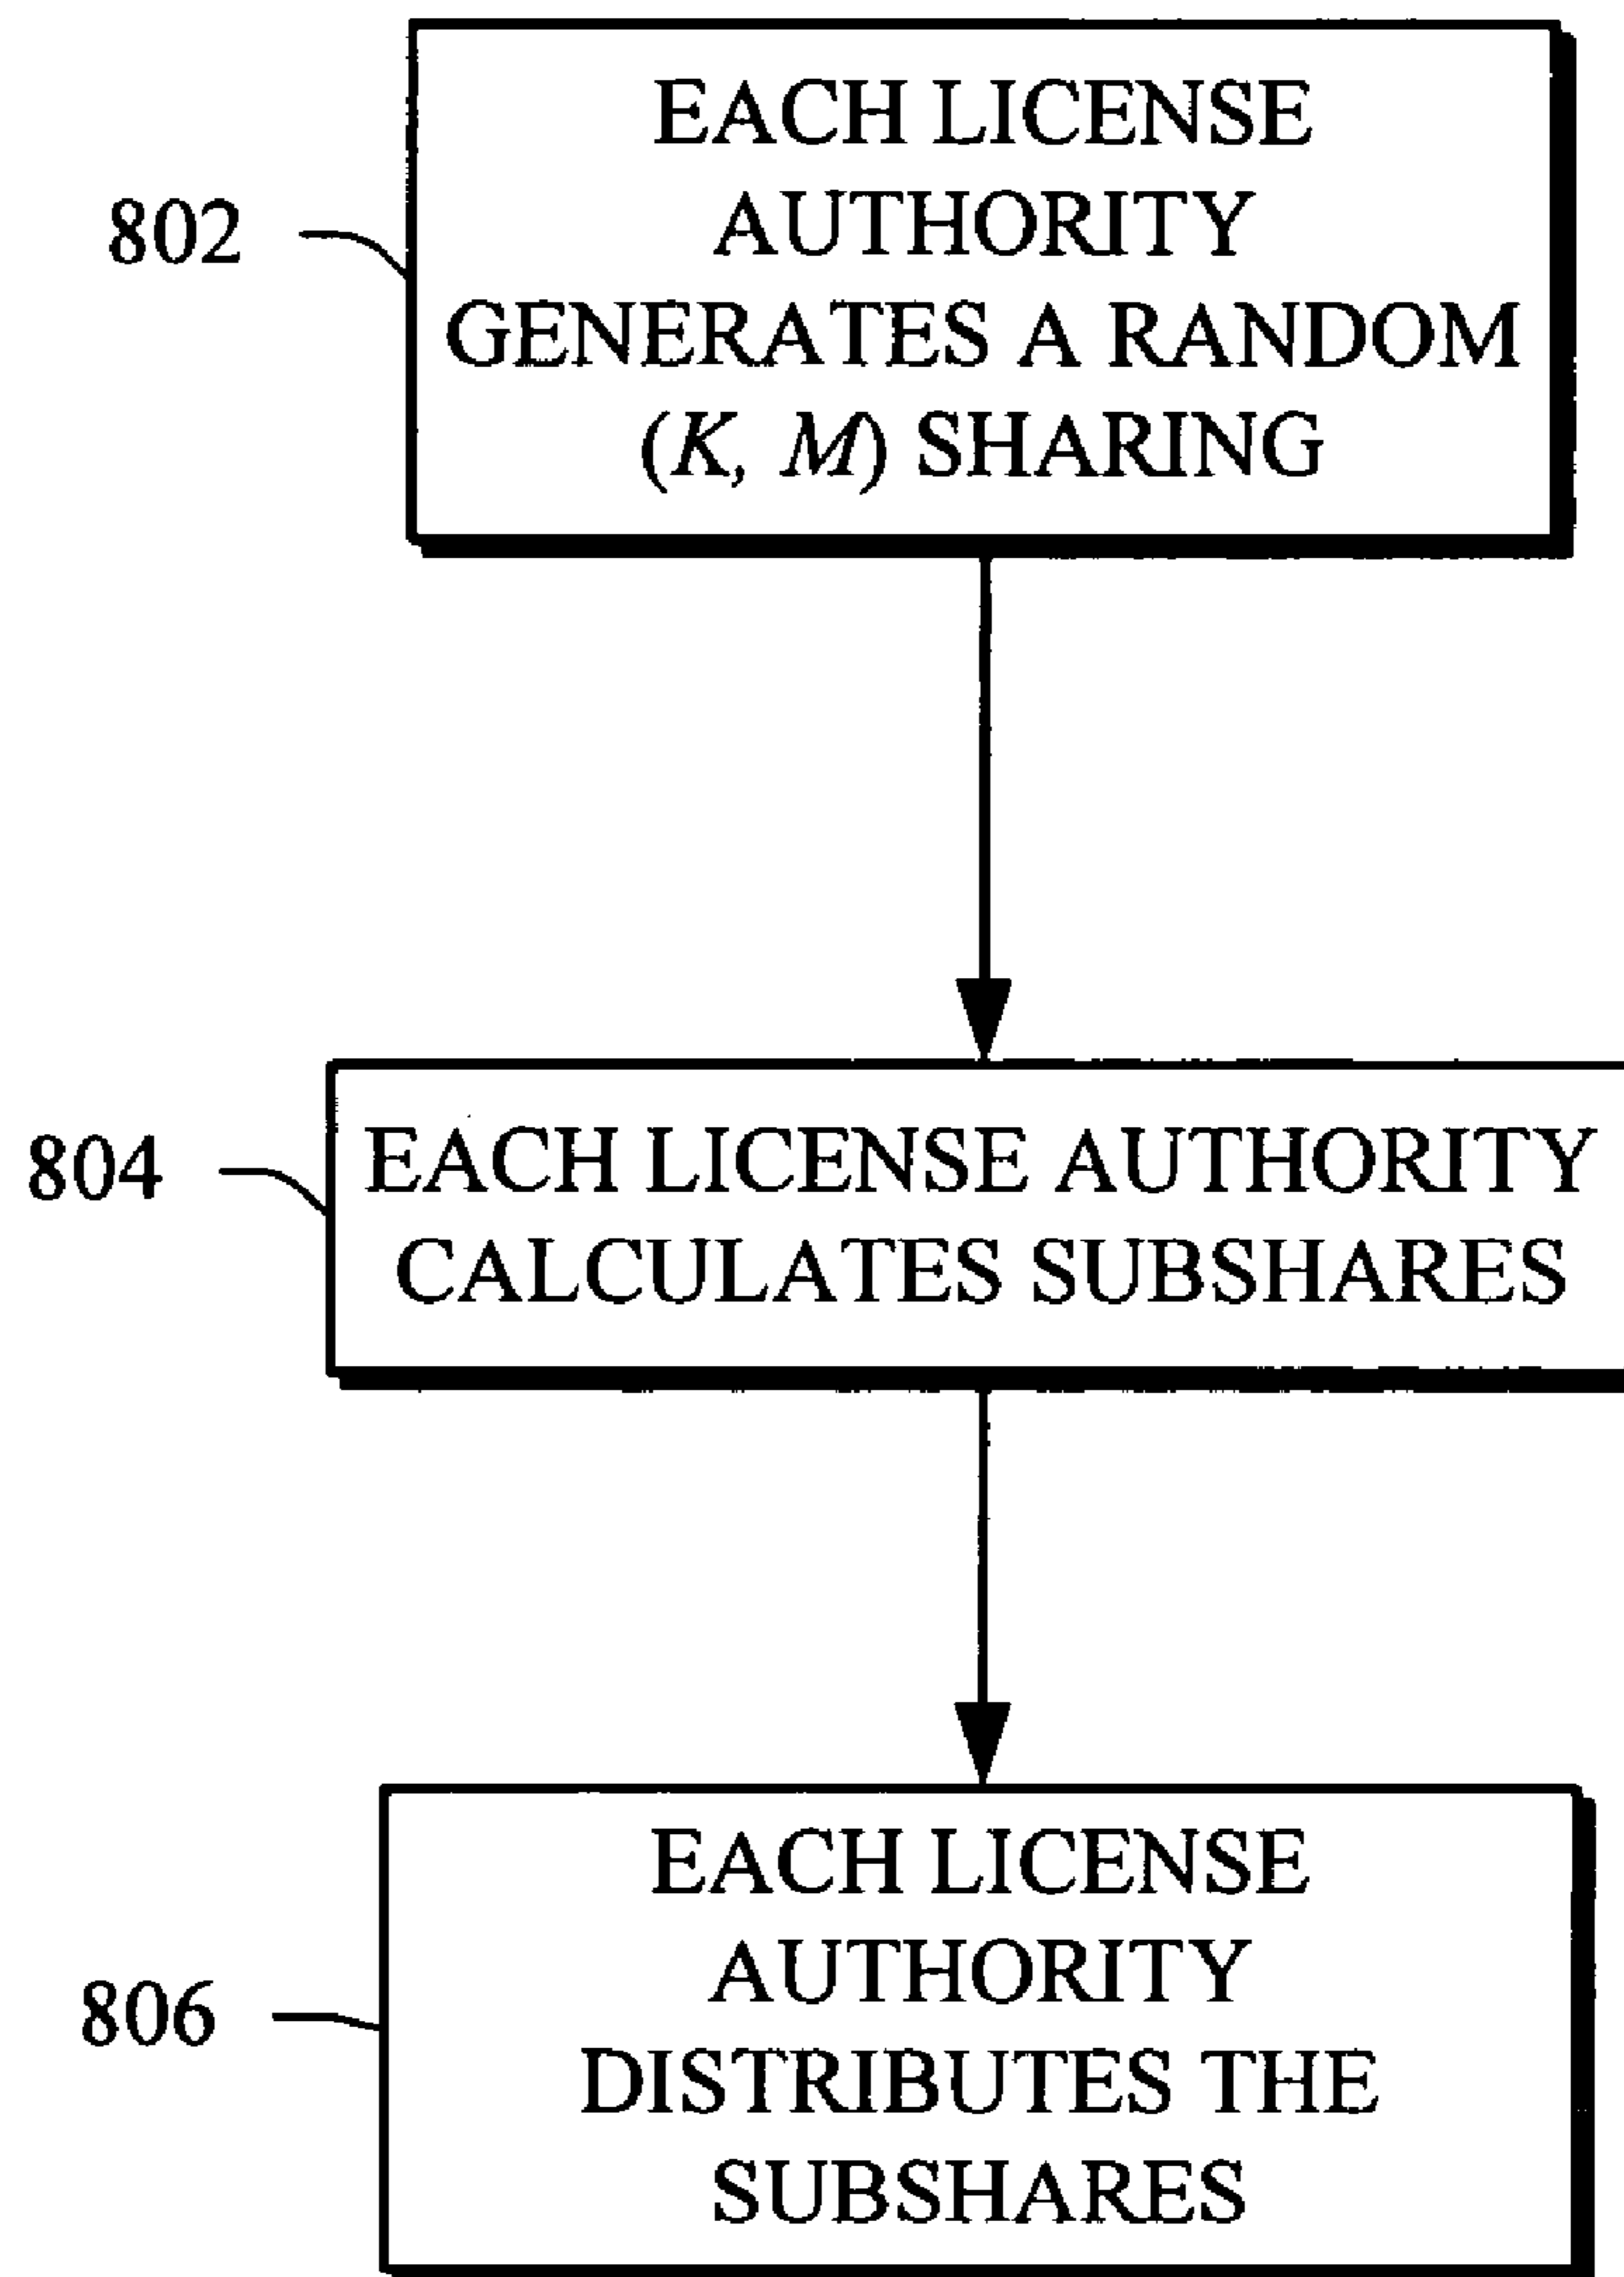 802
EACH LICENSE
AUTHORITY
GENERATES A RANDOM
(K, M) SHARING
804
EACH LICENSE AUTHORITY
CALCULATES SUBSHARES
806
EACH LICENSE
AUTHORITY
DISTRIBUTES THE
SUBSHARES